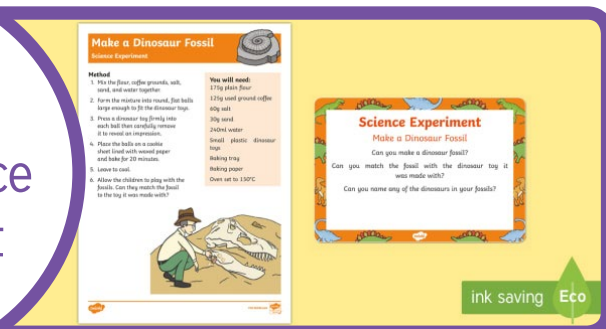 ce
t
Make a Dinosaur Fossil
Science Experiment
Method
1. Mix the flour, coffee grounds, salt,
sand, and water together.
2. Form the mixture into round, flat balls
large enough to fit the dinosaur toys.
3. Press a dinosaur toy firmly into
each ball then carefully remove
it to reveal an impression.
4. Place the balls on a cookie
sheet lined with waxed paper
and bake for 20 minutes.
5. Leave to cool.
6. Allow the children to play with the
fossils. Can they match the fossil
to the toy it was made with?
You will need:
175g plain flour
125g used ground coffee
60g salt
30g sand
240ml water
Small plastic dinosaur
toys
Baking tray
Baking paper
Oven set to 150°C
Science Experiment
Make a Dinosaur Fossil
Can you make a dinosaur fossil?
Can you match the fossil with the dinosaur toy it
was made with?
Can you name any of the dinosaurs in your fossils?
ink saving Eco